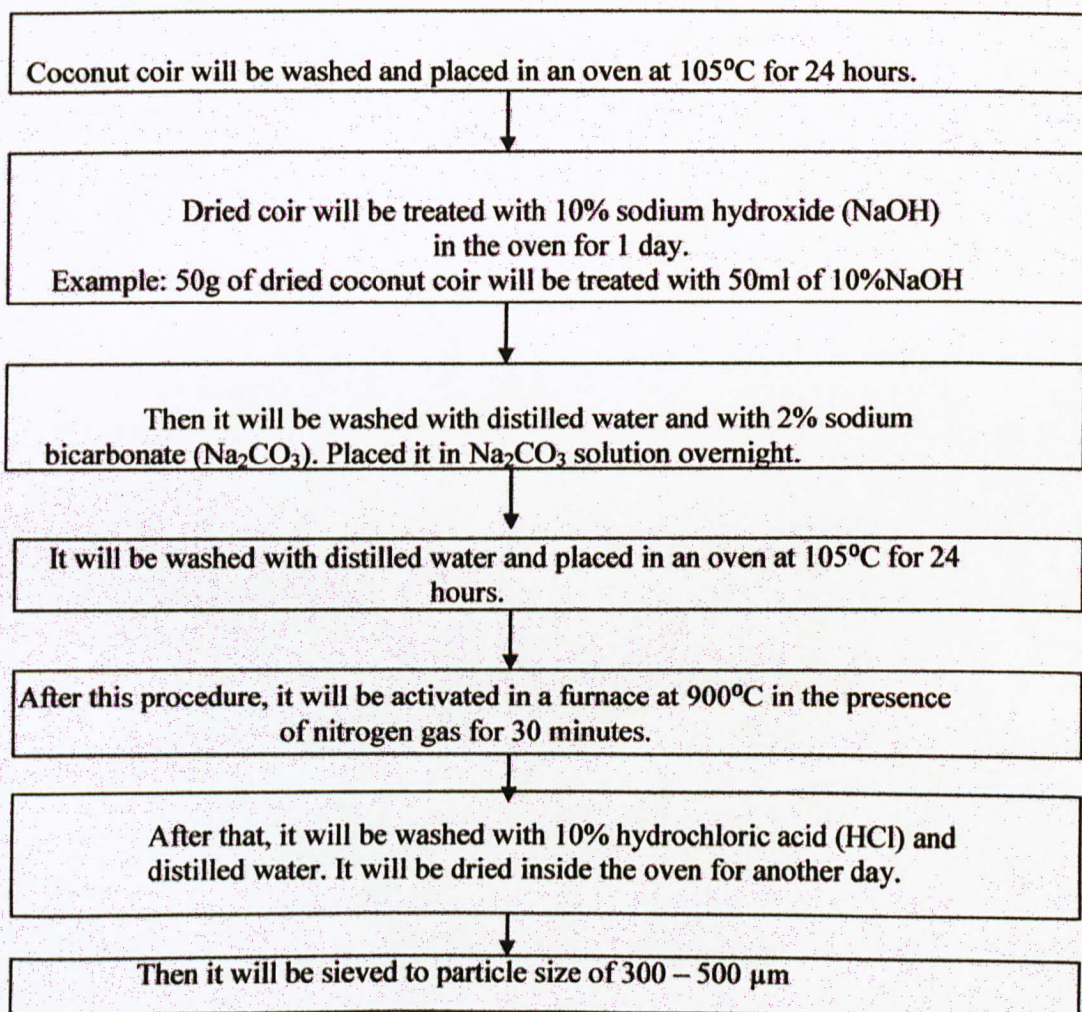 Coconut coir will be washed and placed in an oven at 105⁰C for 24 hours.
Dried coir will be treated with 10% sodium hydroxide (NaOH)
in the oven for 1 day.
Example: 50g of dried coconut coir will be treated with 50ml of 10%NaOH
Then it will be washed with distilled water and with 2% sodium
bicarbonate (Na₂CO₃). Placed it in Na₂CO₃ solution overnight.
It will be washed with distilled water and placed in an oven at 105⁰C for 24
hours.
After this procedure, it will be activated in a furnace at 900⁰C in the presence
of nitrogen gas for 30 minutes.
After that, it will be washed with 10% hydrochloric acid (HCl) and
distilled water. It will be dried inside the oven for another day.
Then it will be sieved to particle size of 300 – 500 µm